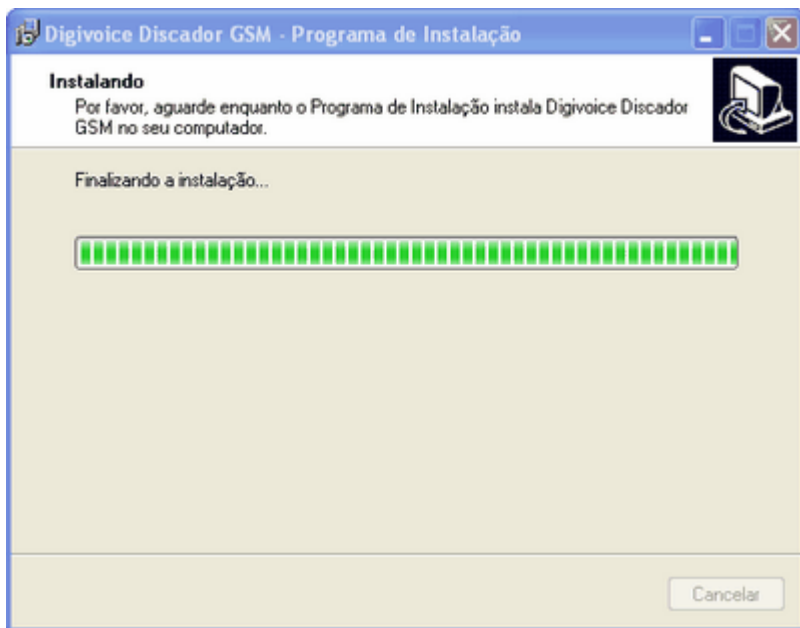 Digivoice Discador GSM - Programa de Instalação
Instalando
Por favor, aguarde enquanto o Programa de Instalação instala Digivoice Discador
GSM no seu computador.
Finalizando a instalação...
Cancelar